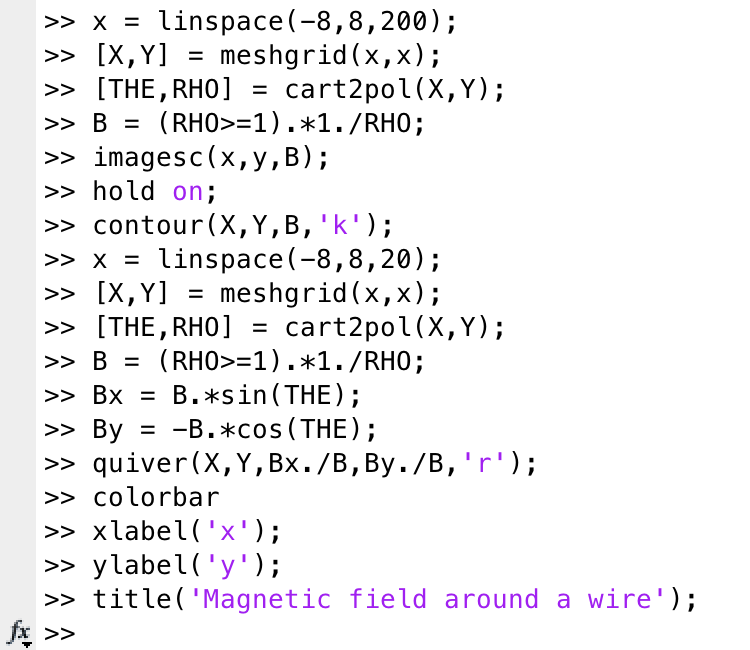 >> x = linspace(-8,8,200);
>> [X,Y] = meshgrid(x,x);
>> [THE,RHO] = cart2pol(X,Y);
>> B = (RHO>=1).*1./RHO;
>> imagesc(x,y,B);
>> hold on;
>> contour(X,Y,B,'k');
>> x = linspace(-8,8,20);
>> [X,Y] = meshgrid(x,x);
>> [THE,RHO] = cart2pol(X,Y);
>> B = (RHO>=1).*1./RHO;
>> Bx = B.*sin(THE);
>> By = -B.*cos(THE);
>> quiver(X,Y,Bx./B,By./B,'r');
>> colorbar
>> xlabel('x');
>> ylabel('y');
>> title('Magnetic field around a wire');
fx >>